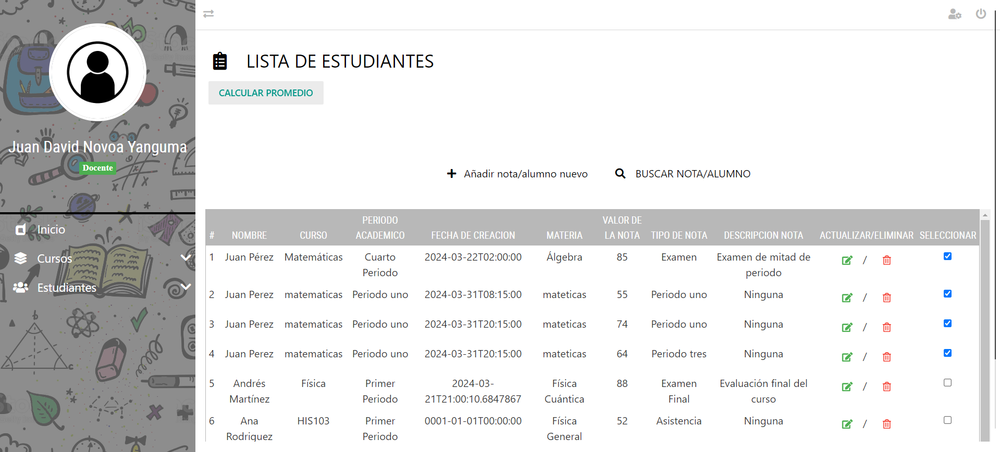 Juan David Novoa Yanguma
Docente
Inicio
Cursos
Estudiantes
LISTA DE ESTUDIANTES
CALCULAR PROMEDIO
Añadir nota/alumno nuevo
BUSCAR NOTA/ALUMNO
# NOMBRE CURSO PERIODO ACADEMICO FECHA DE CREACION MATERIA VALOR DE LA NOTA TIPO DE NOTA DESCRIPCION NOTA ACTUALIZAR/ELIMINAR SELECCIONAR
1 Juan Pérez Matemáticas Cuarto Periodo 2024-03-22T02:00:00 Álgebra 85 Examen Examen de mitad de periodo /
2 Juan Perez matematicas Periodo uno 2024-03-31T08:15:00 mateticas 55 Periodo uno Ninguna /
3 Juan Perez matematicas Periodo uno 2024-03-31T20:15:00 mateticas 74 Periodo uno Ninguna /
4 Juan Perez matematicas Periodo uno 2024-03-31T20:15:00 mateticas 64 Periodo tres Ninguna /
5 Andrés Martínez Física Primer Periodo 2024-03-21T21:00:10.6847867 Física Cuántica 88 Examen Final Evaluación final del curso /
6 Ana Rodriquez HIS103 Primer Periodo 0001-01-01T00:00:00 Física General 52 Asistencia Ninguna /